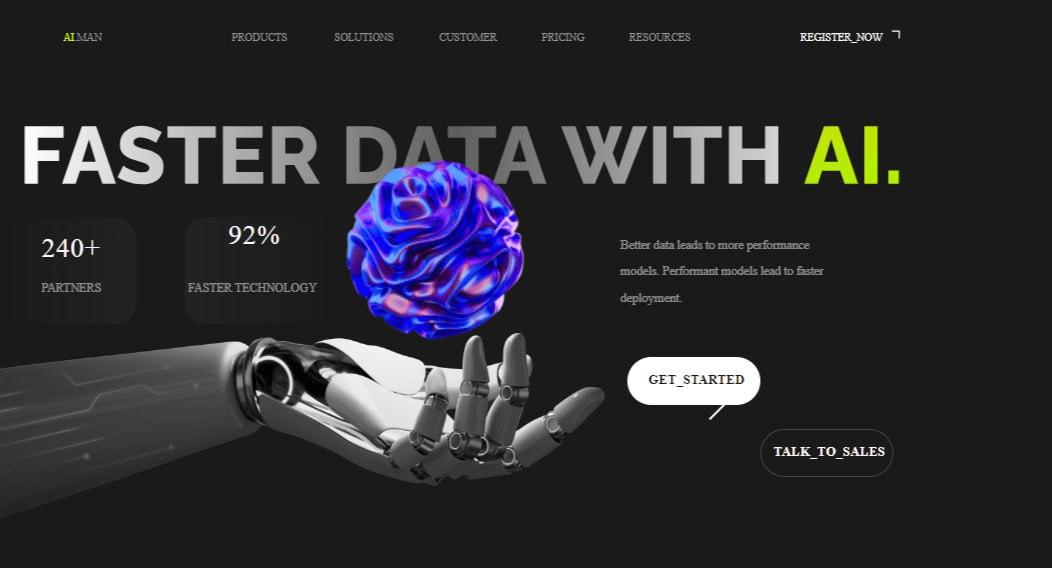 AI.MAN
PRODUCTS
SOLUTIONS
CUSTOMER
PRICING
RESOURCES
REGISTER_NOW
FASTER DATA WITH AI.
240+
PARTNERS
92%
FASTER TECHNOLOGY
Better data leads to more performance
models. Performant models lead to faster
deployment.
GET_STARTED
TALK_TO_SALES